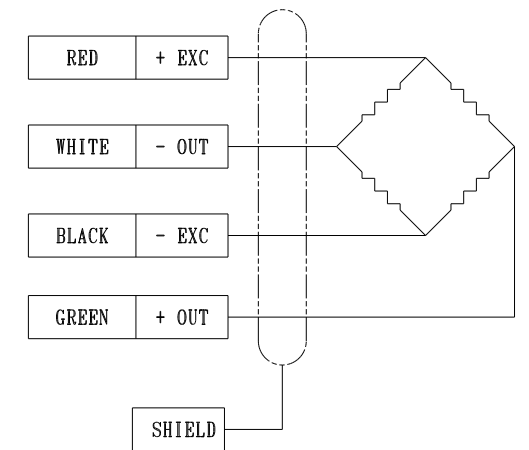 RED + EXC
WHITE - OUT
BLACK - EXC
GREEN + OUT
SHIELD